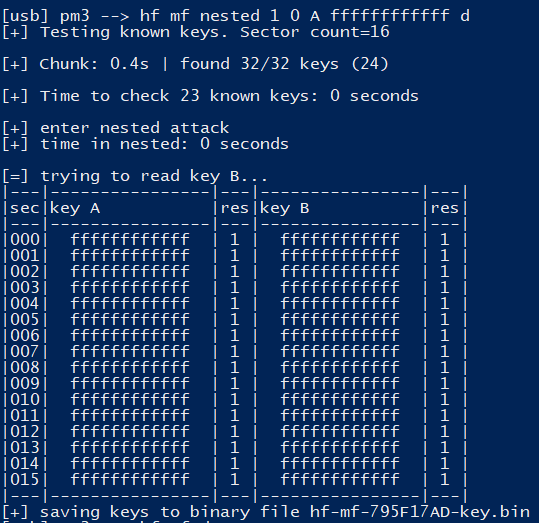 [usb] pm3 --> hf mf nested 1 0 A ffffffffffff d
[+] Testing known keys. Sector count=16
[+] Chunk: 0.4s | found 32/32 keys (24)
[+] Time to check 23 known keys: 0 seconds
[+] enter nested attack
[+] time in nested: 0 seconds
[=] trying to read key B...
|---|----------------|---|----------------|---|
|sec|key A           |res|key B           |res|
|---|----------------|---|----------------|---|
|000|  ffffffffffff  | 1 |  ffffffffffff  | 1 |
|001|  ffffffffffff  | 1 |  ffffffffffff  | 1 |
|002|  ffffffffffff  | 1 |  ffffffffffff  | 1 |
|003|  ffffffffffff  | 1 |  ffffffffffff  | 1 |
|004|  ffffffffffff  | 1 |  ffffffffffff  | 1 |
|005|  ffffffffffff  | 1 |  ffffffffffff  | 1 |
|006|  ffffffffffff  | 1 |  ffffffffffff  | 1 |
|007|  ffffffffffff  | 1 |  ffffffffffff  | 1 |
|008|  ffffffffffff  | 1 |  ffffffffffff  | 1 |
|009|  ffffffffffff  | 1 |  ffffffffffff  | 1 |
|010|  ffffffffffff  | 1 |  ffffffffffff  | 1 |
|011|  ffffffffffff  | 1 |  ffffffffffff  | 1 |
|012|  ffffffffffff  | 1 |  ffffffffffff  | 1 |
|013|  ffffffffffff  | 1 |  ffffffffffff  | 1 |
|014|  ffffffffffff  | 1 |  ffffffffffff  | 1 |
|015|  ffffffffffff  | 1 |  ffffffffffff  | 1 |
|---|----------------|---|----------------|---|
[+] saving keys to binary file hf-mf-795F17AD-key.bin